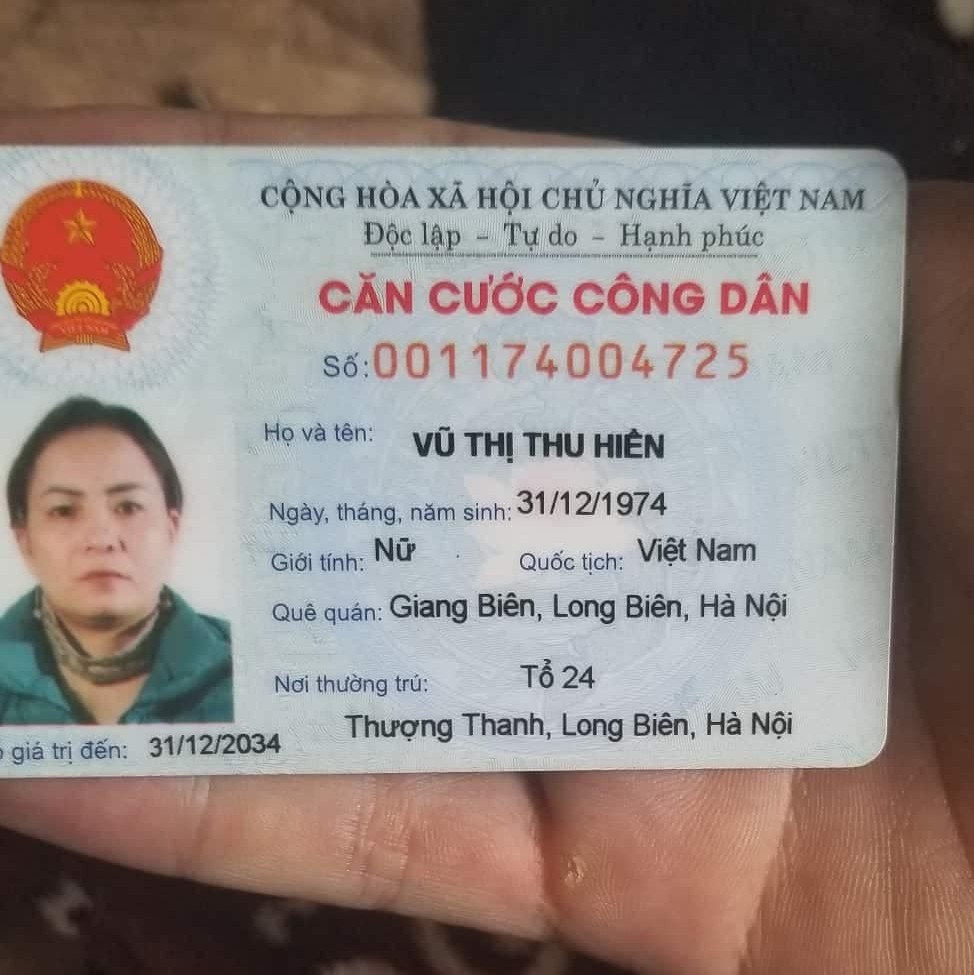 CỘNG HÒA XÃ HỘI CHỦ NGHĨA VIỆT NAM
Độc lập - Tự do - Hạnh phúc
CĂN CƯỚC CÔNG DÂN
Số: 001174004725
Họ và tên: VŨ THỊ THU HIỀN
Ngày, tháng, năm sinh: 31/12/1974
Giới tính: Nữ Quốc tịch: Việt Nam
Quê quán: Giang Biên, Long Biên, Hà Nội
Nơi thường trú: Tổ 24
Thượng Thanh, Long Biên, Hà Nội
giá trị đến: 31/12/2034
VIỆT NAM